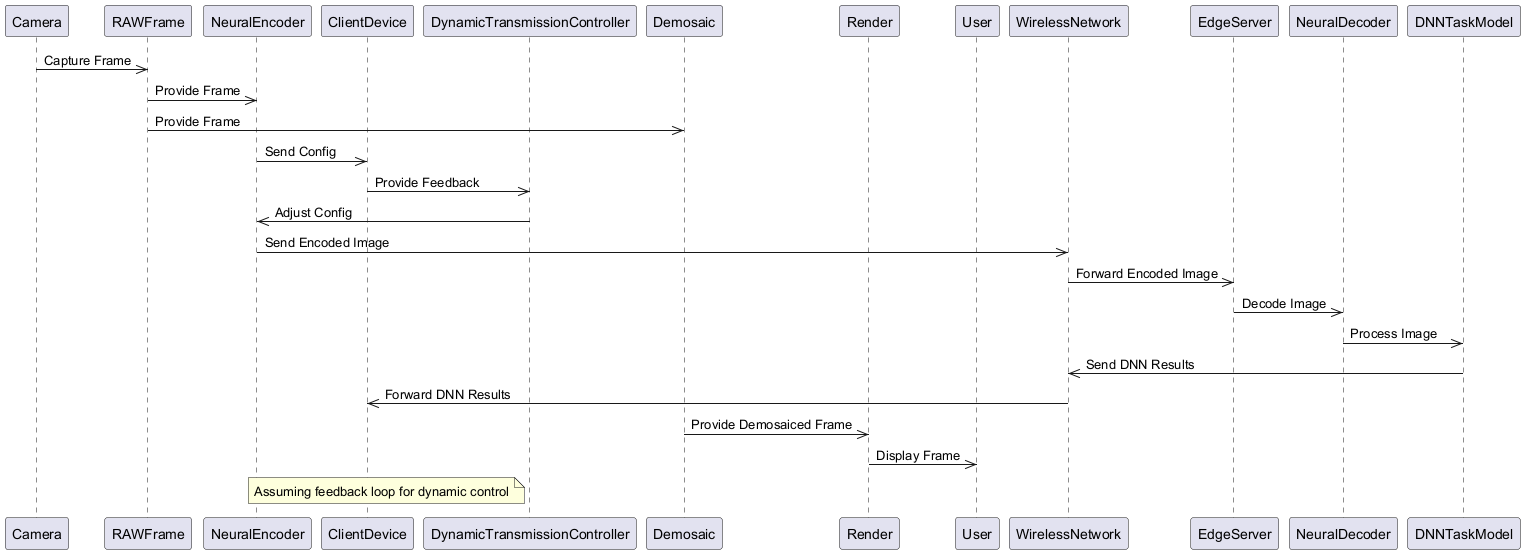 Camera RAWFrame NeuralEncoder ClientDevice DynamicTransmissionController Demosaic Render User WirelessNetwork EdgeServer NeuralDecoder DNNTaskModel
Capture Frame
Provide Frame
Provide Frame
Send Config
Provide Feedback
Adjust Config
Send Encoded Image
Forward Encoded Image
Decode Image
Process Image
Send DNN Results
Forward DNN Results
Provide Demosaiced Frame
Display Frame
Assuming feedback loop for dynamic control
Camera RAWFrame NeuralEncoder ClientDevice DynamicTransmissionController Demosaic Render User WirelessNetwork EdgeServer NeuralDecoder DNNTaskModel